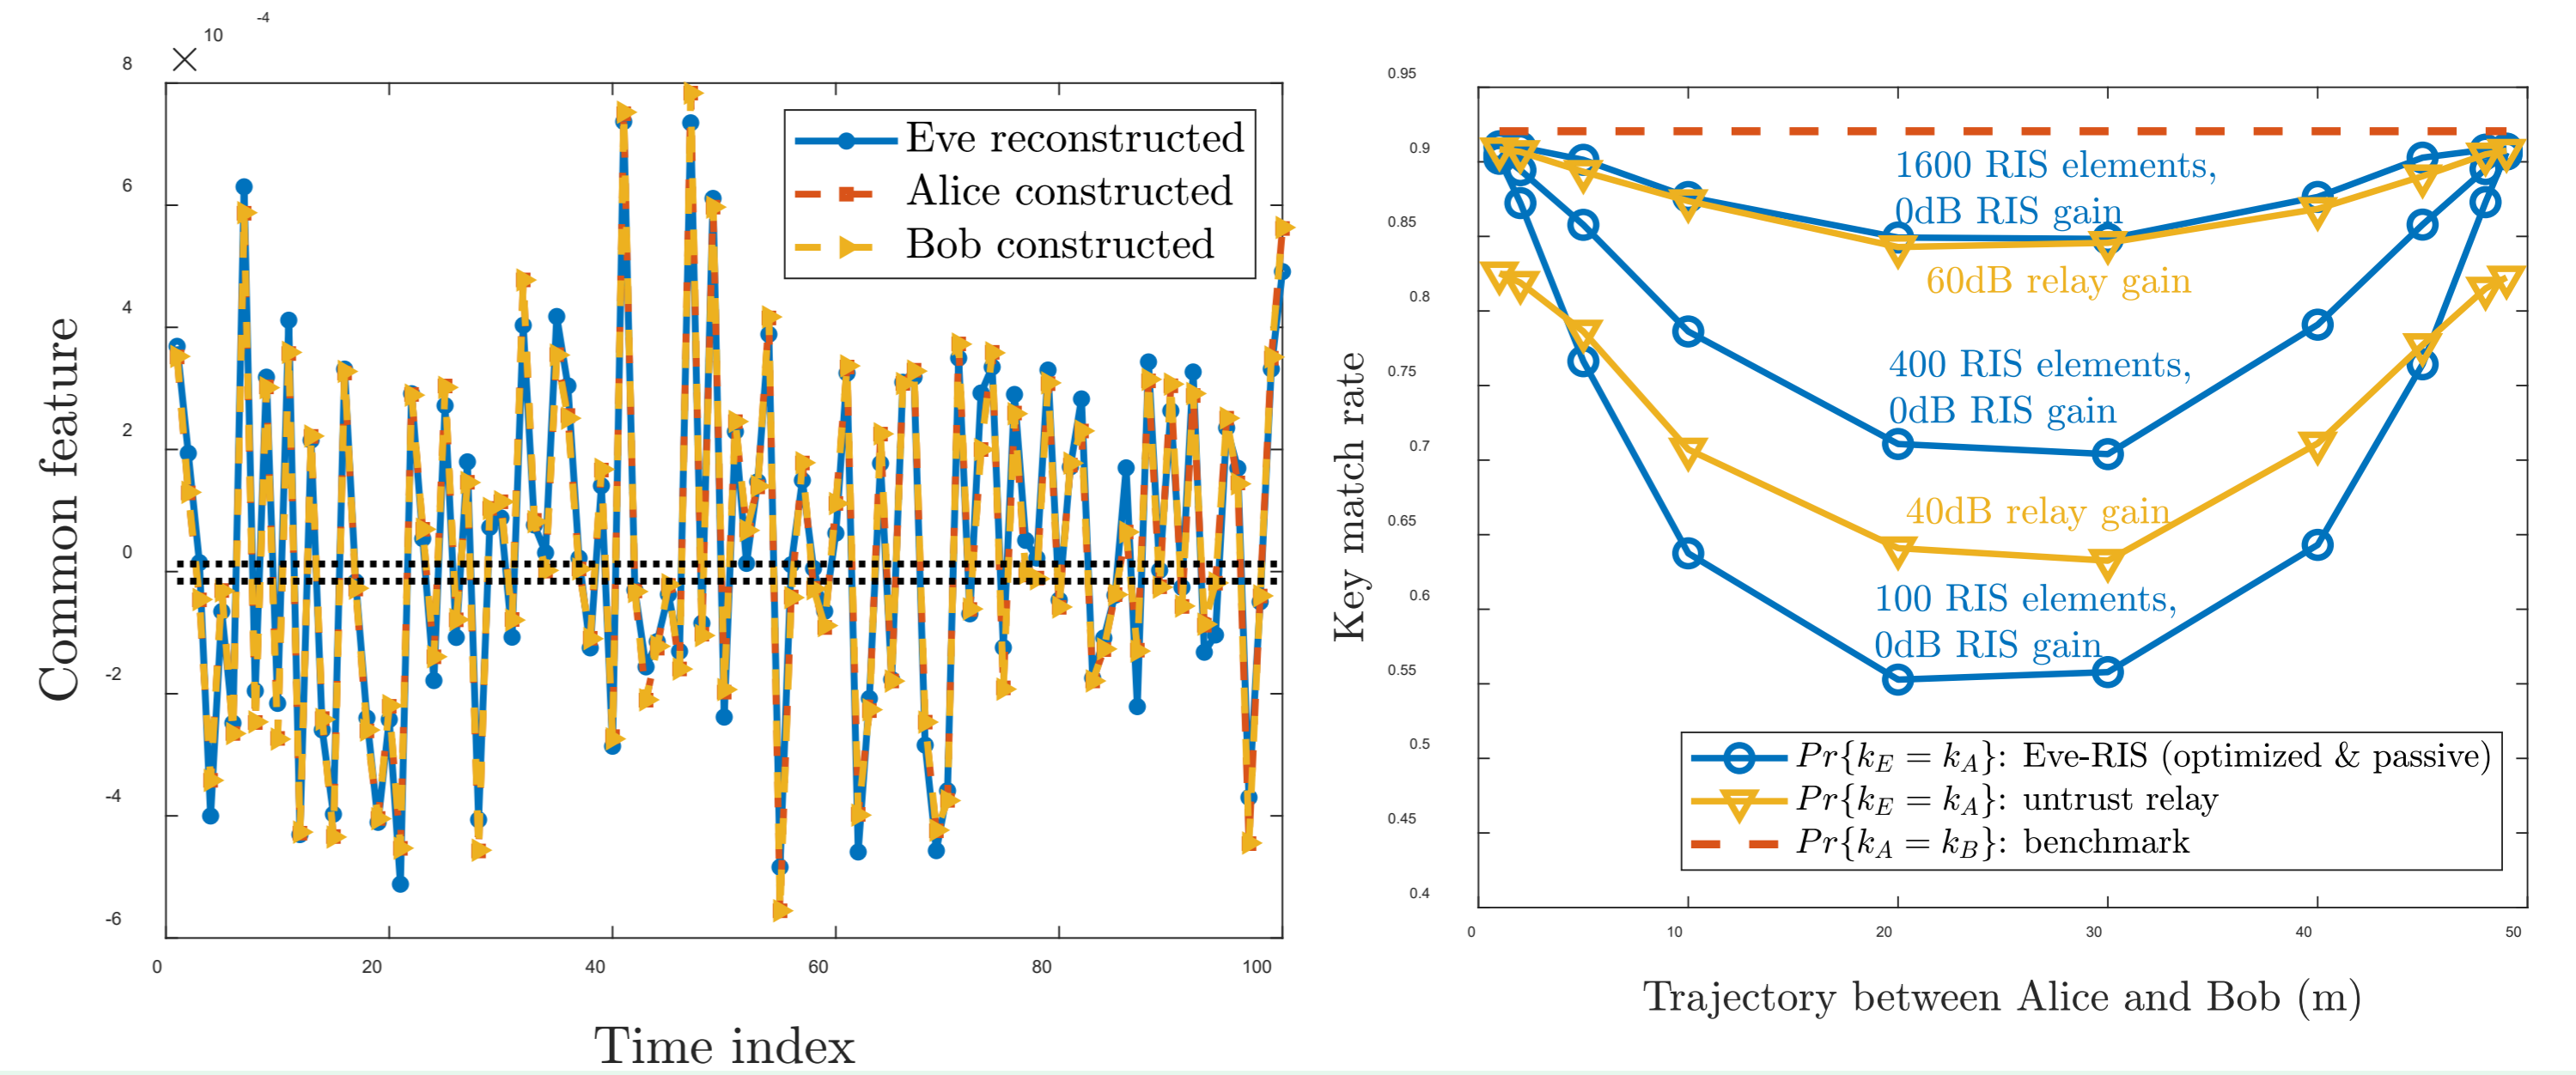 -4
10
×
8
6
4
2
0
-2
-4
-6
Common feature
Eve reconstructed
Alice constructed
Bob constructed
0
20
40
60
80
100
Time index
0.95
0.9
0.85
0.8
0.75
0.7
0.65
0.6
0.55
0.5
0.45
0.4
Key match rate
1600 RIS elements,
0dB RIS gain
60dB relay gain
400 RIS elements,
0dB RIS gain
40dB relay gain
100 RIS elements,
0dB RIS gain
Pr{k_E = k_A}: Eve-RIS (optimized & passive)
Pr{k_E = k_A}: untrust relay
Pr{k_A = k_B}: benchmark
0
10
20
30
40
50
Trajectory between Alice and Bob (m)